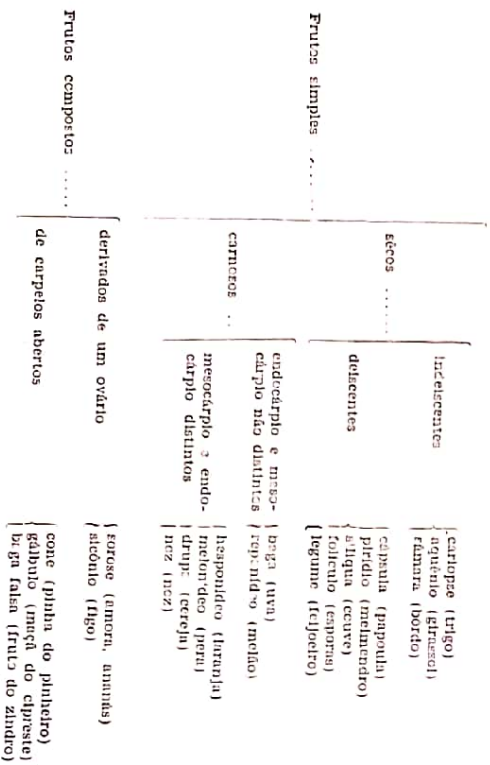 Frutos simples ......
sêcos ......
indeiscentes
cariopse (trigo)
aquênio (girassol)
sâmara (bordo)
deiscentes
cápsula (papoula)
pixídio (meimendro)
síliqua (couve)
folículo (esporas)
legume (feijoeiro)
carnosos ..
endocárpio e meso-
cárpio não distintos
baga (uva)
(melão)
mesocárpio e endo-
cárpio distintos
hesperídeo (laranja)
melonídeo (pera)
drupa (cereja)
noz (noz)
Frutos compostos .....
derivados de um ovário
sorose (amora, ananás)
sicônio (figo)
de carpelos abertos
cone (pinha do pinheiro)
gálbulo (maçã do cipreste)
baga falsa (fruto do zimbro)